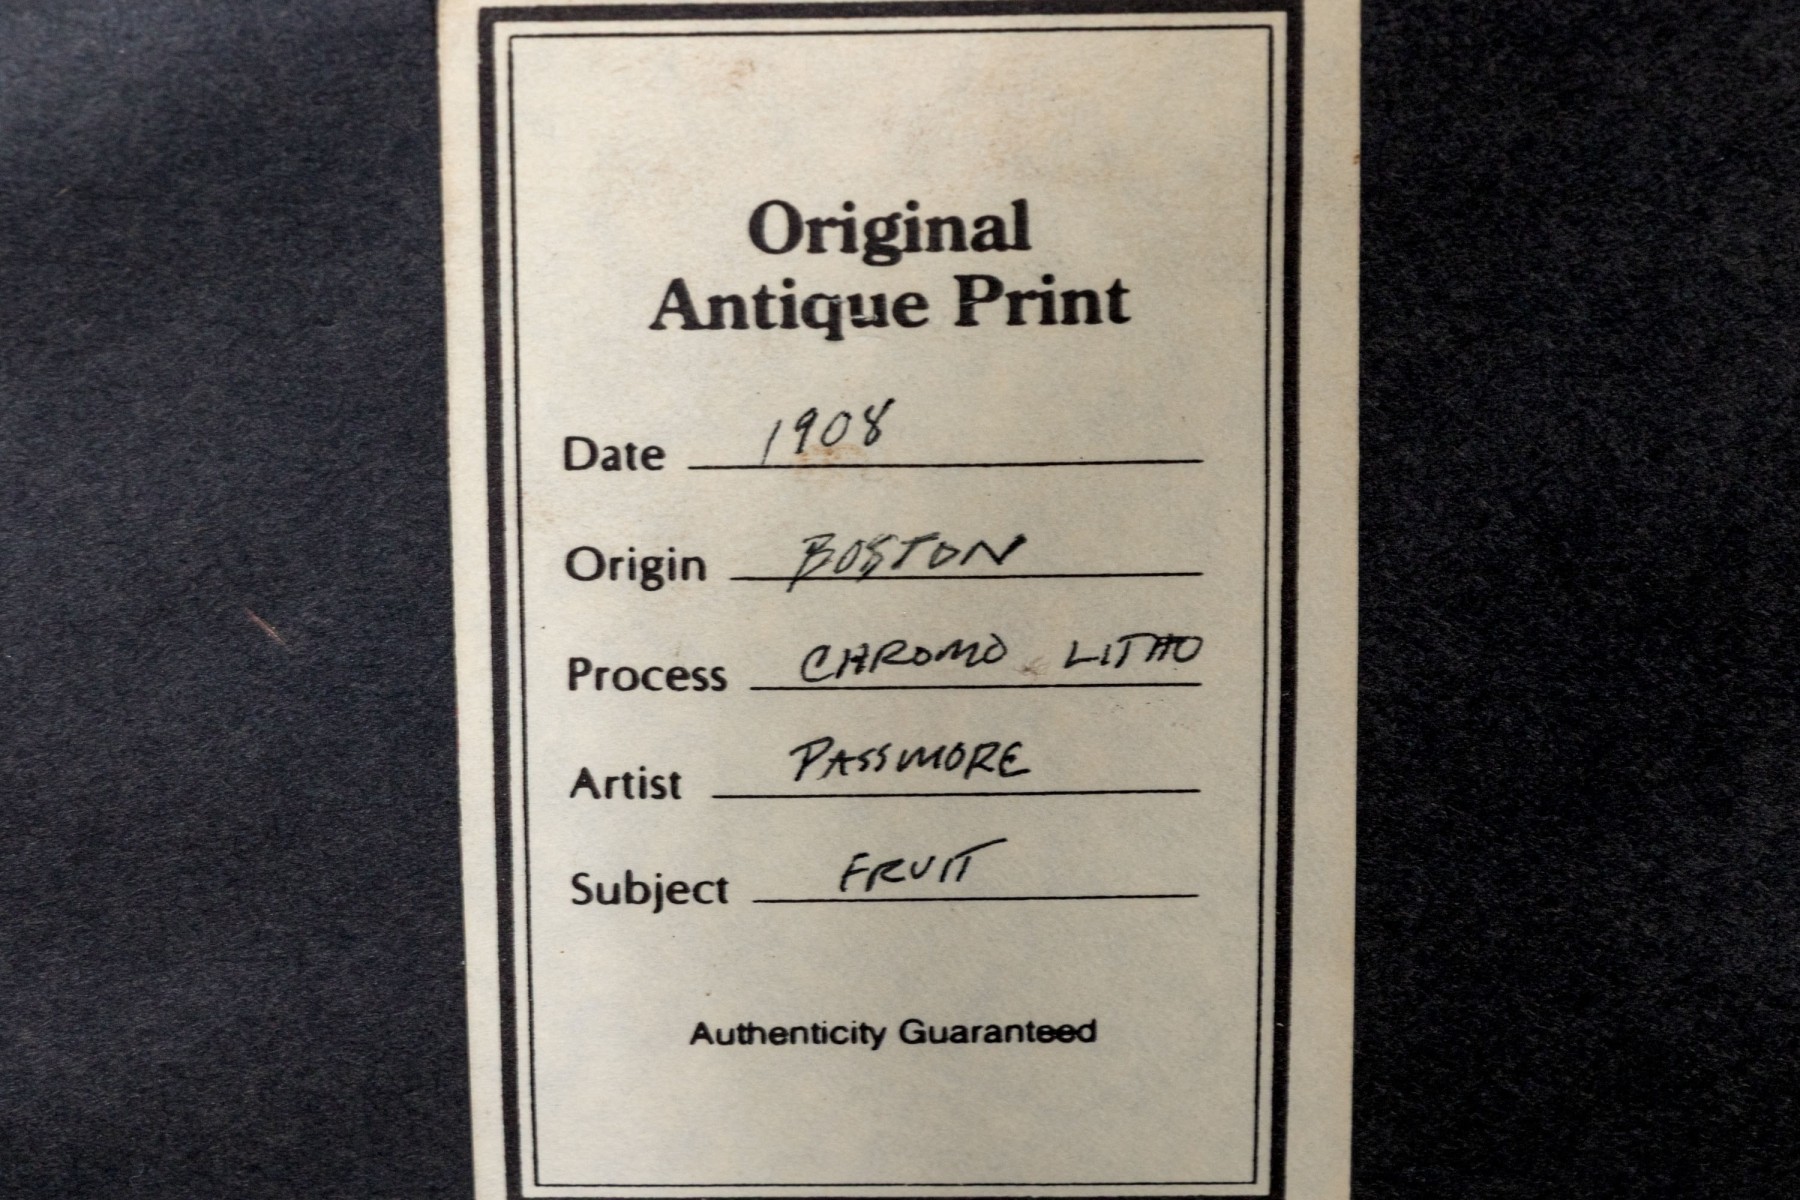 Original
Antique Print
Date 1908
Origin BOSTON
Process CHROMO LITHO
Artist PASSMORE
Subject FRUIT
Authenticity Guaranteed